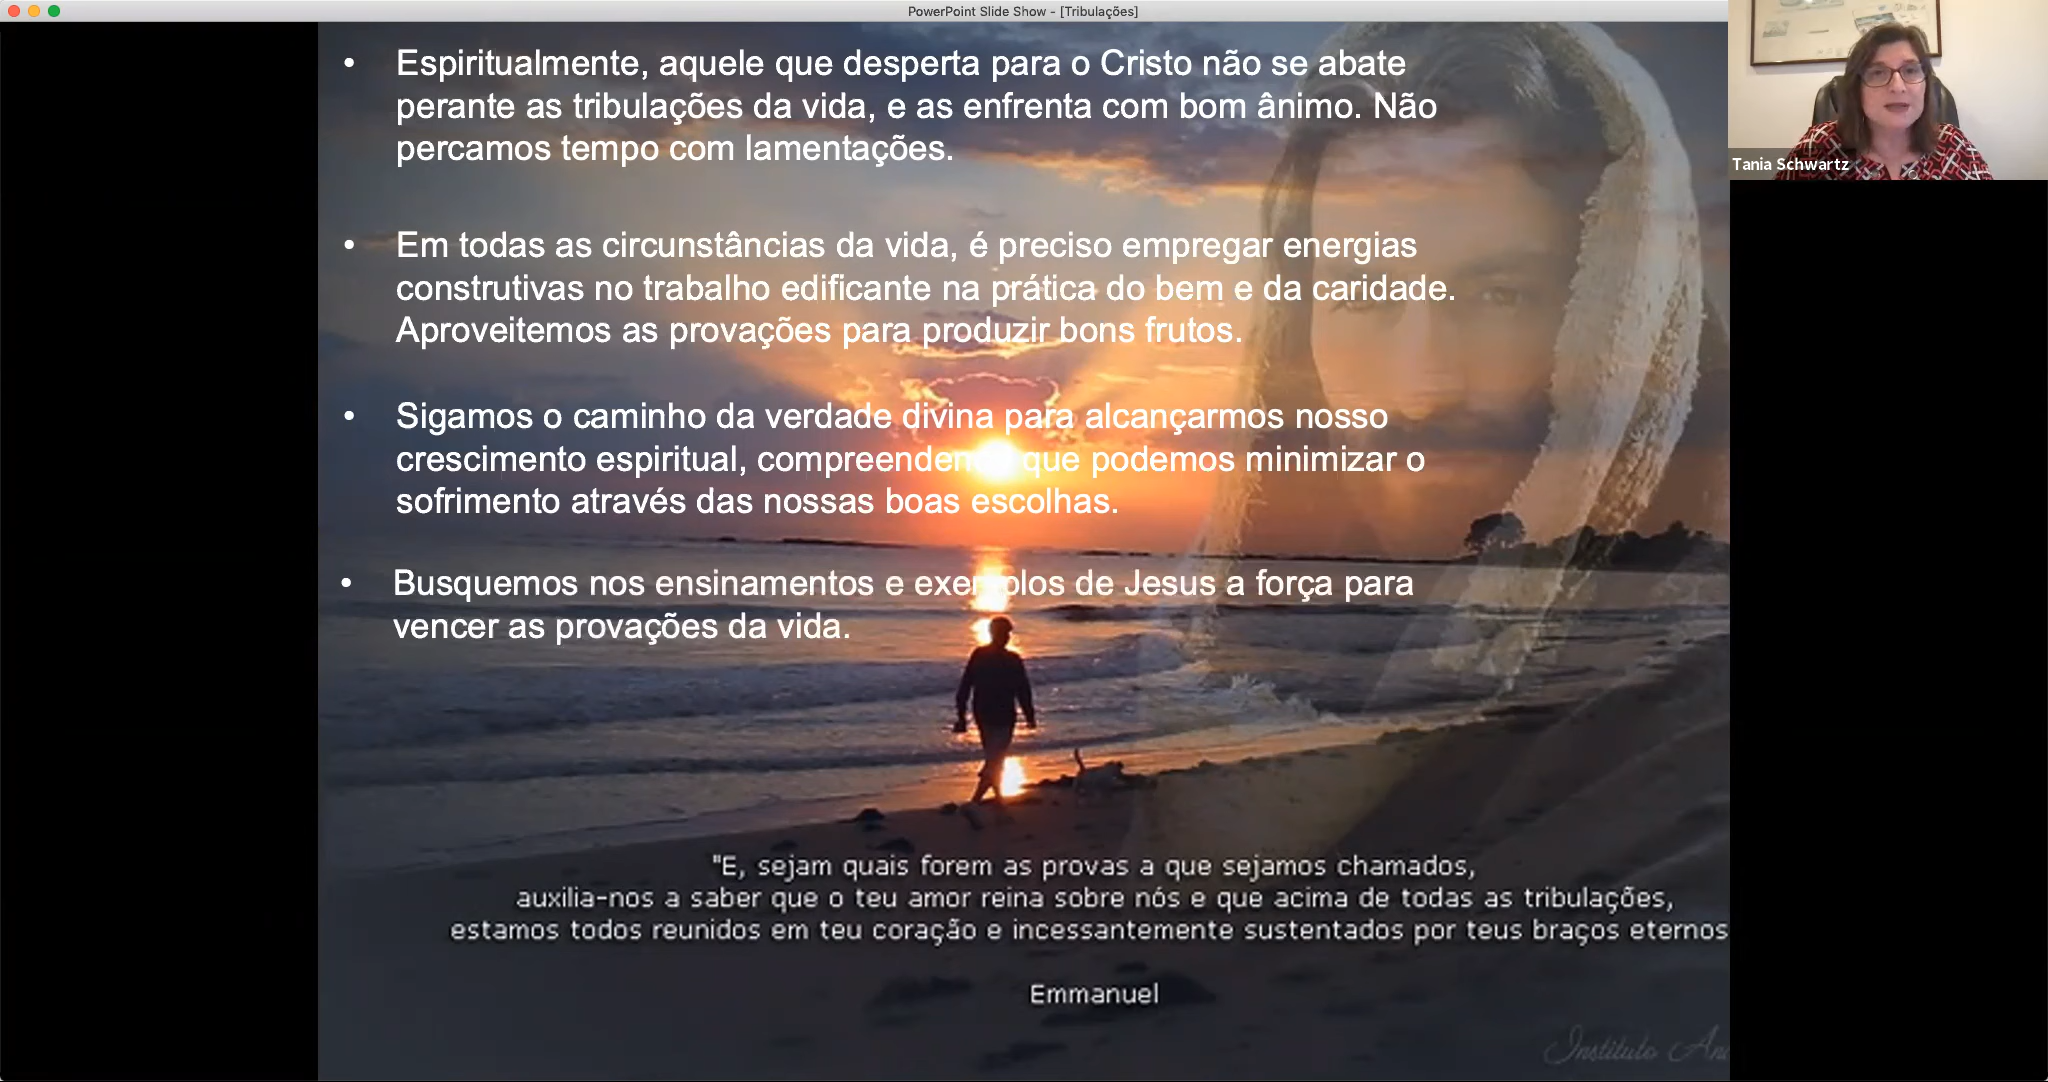 PowerPoint Slide Show - [Tribulações]
• Espiritualmente, aquele que desperta para o Cristo não se abate
perante as tribulações da vida, e as enfrenta com bom ânimo. Não
percamos tempo com lamentações.
• Em todas as circunstâncias da vida, é preciso empregar energias
construtivas no trabalho edificante na prática do bem e da caridade.
Aproveitemos as provações para produzir bons frutos.
• Sigamos o caminho da verdade divina para alcançarmos nosso
crescimento espiritual, compreendendo que podemos minimizar o
sofrimento através das nossas boas escolhas.
• Busquemos nos ensinamentos e exemplos de Jesus a força para
vencer as provações da vida.
"E, sejam quais forem as provas a que sejamos chamados,
auxilia-nos a saber que o teu amor reina sobre nós e que acima de todas as tribulações,
estamos todos reunidos em teu coração e incessantemente sustentados por teus braços eternos
Emmanuel
Instituto
Tania Schwartz